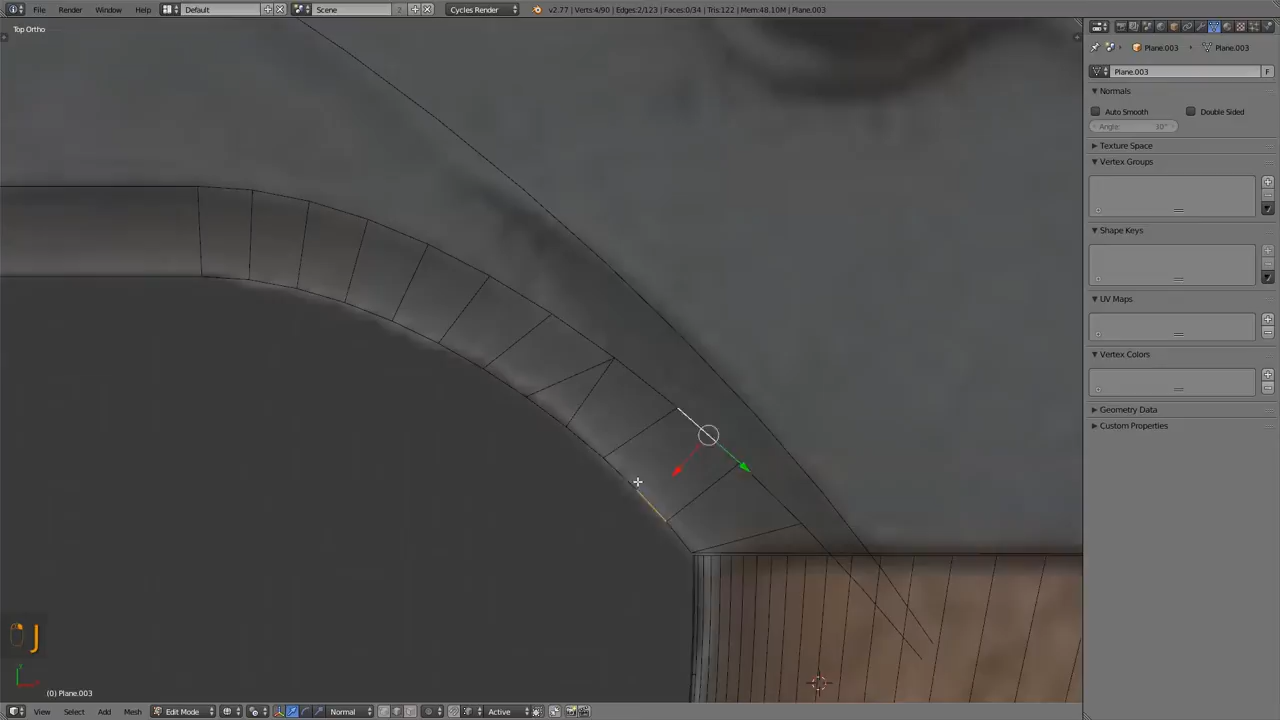 File Render Window Help Default Scene 2 Cycles Render v2.77 | Verts:4/90 | Edges:2/123 | Faces:0/34 | Tris:122 | Mem:48.10M | Plane.003
Top Ortho
Plane.003 Plane.003
Plane.003 F
Normals
Auto Smooth Double Sided
Angle: 30°
Texture Space
Vertex Groups
Shape Keys
UV Maps
Vertex Colors
Geometry Data
Custom Properties
J
(0) Plane.003
View Select Add Mesh Edit Mode Normal Active